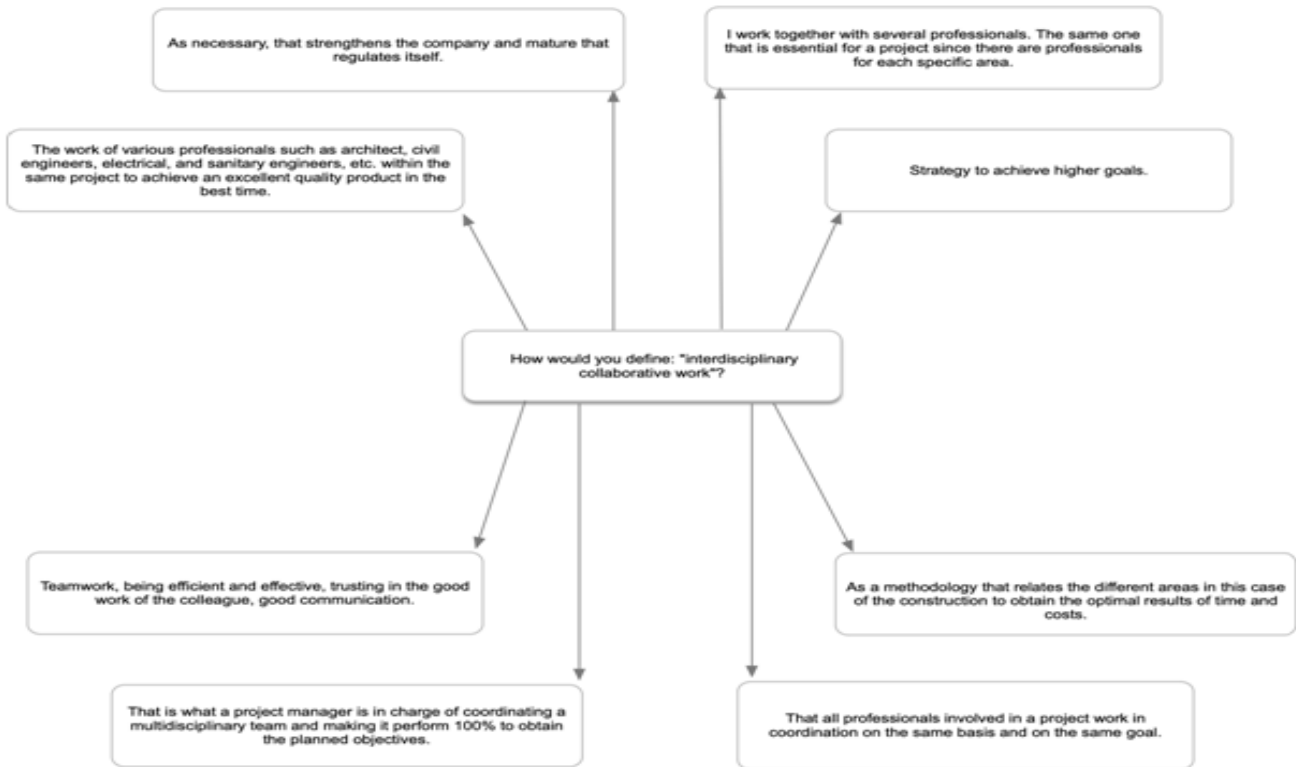 As necessary, that strengthens the company and mature that
regulates itself.
I work together with several professionals. The same one
that is essential for a project since there are professionals
for each specific area.
The work of various professionals such as architect, civil
engineers, electrical, and sanitary engineers, etc. within the
same project to achieve an excellent quality product in the
best time.
Strategy to achieve higher goals.
How would you define: "interdisciplinary
collaborative work"?
Teamwork, being efficient and effective, trusting in the good
work of the colleague, good communication.
As a methodology that relates the different areas in this case
of the construction to obtain the optimal results of time and
costs.
That is what a project manager is in charge of coordinating a
multidisciplinary team and making it perform 100% to obtain
the planned objectives.
That all professionals involved in a project work in
coordination on the same basis and on the same goal.